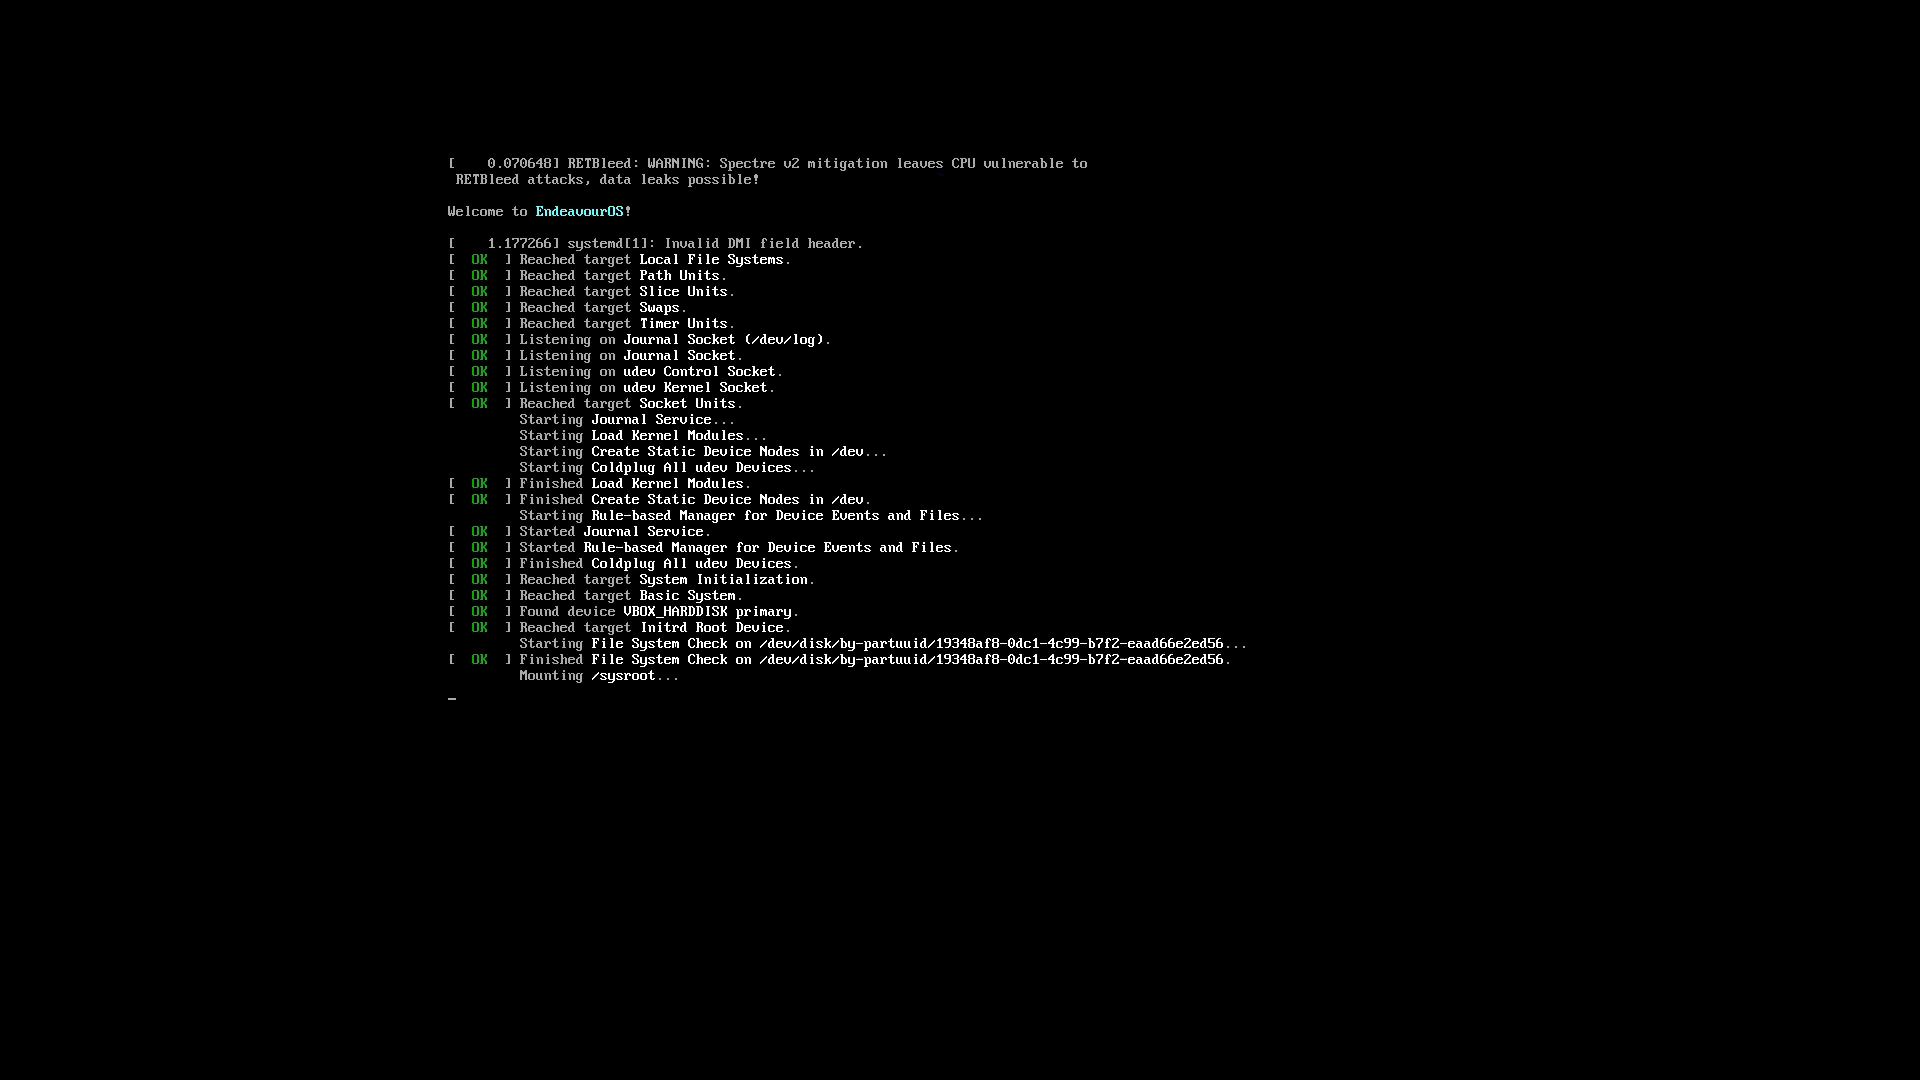 [    0.070648] RETBleed: WARNING: Spectre v2 mitigation leaves CPU vulnerable to
 RETBleed attacks, data leaks possible!
Welcome to EndeavourOS!
[    1.177266] systemd[1]: Invalid DMI field header.
[  OK  ] Reached target Local File Systems.
[  OK  ] Reached target Path Units.
[  OK  ] Reached target Slice Units.
[  OK  ] Reached target Swaps.
[  OK  ] Reached target Timer Units.
[  OK  ] Listening on Journal Socket (/dev/log).
[  OK  ] Listening on Journal Socket.
[  OK  ] Listening on udev Control Socket.
[  OK  ] Listening on udev Kernel Socket.
[  OK  ] Reached target Socket Units.
         Starting Journal Service...
         Starting Load Kernel Modules...
         Starting Create Static Device Nodes in /dev...
         Starting Coldplug All udev Devices...
[  OK  ] Finished Load Kernel Modules.
[  OK  ] Finished Create Static Device Nodes in /dev.
         Starting Rule-based Manager for Device Events and Files...
[  OK  ] Started Journal Service.
[  OK  ] Started Rule-based Manager for Device Events and Files.
[  OK  ] Finished Coldplug All udev Devices.
[  OK  ] Reached target System Initialization.
[  OK  ] Reached target Basic System.
[  OK  ] Found device VBOX_HARDDISK primary.
[  OK  ] Reached target Initrd Root Device.
         Starting File System Check on /dev/disk/by-partuuid/19348af8-0dc1-4c99-b7f2-eaad66e2ed56...
[  OK  ] Finished File System Check on /dev/disk/by-partuuid/19348af8-0dc1-4c99-b7f2-eaad66e2ed56.
         Mounting /sysroot...
_